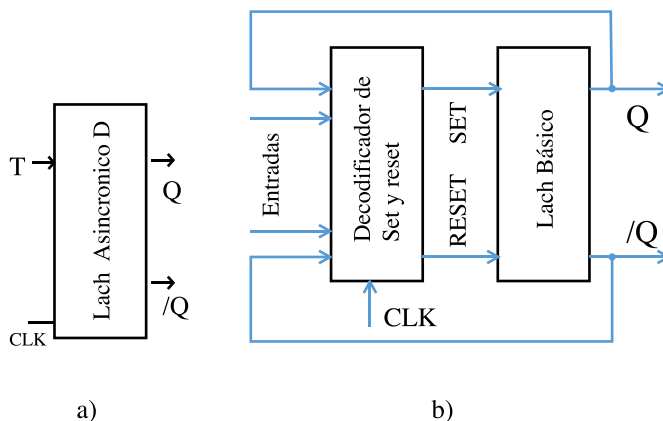 T
Lach Asincronico D
Q
/Q
CLK
a)
Entradas
Decodificador de
Set y reset
SET
RESET
Lach Básico
Q
/Q
CLK
b)